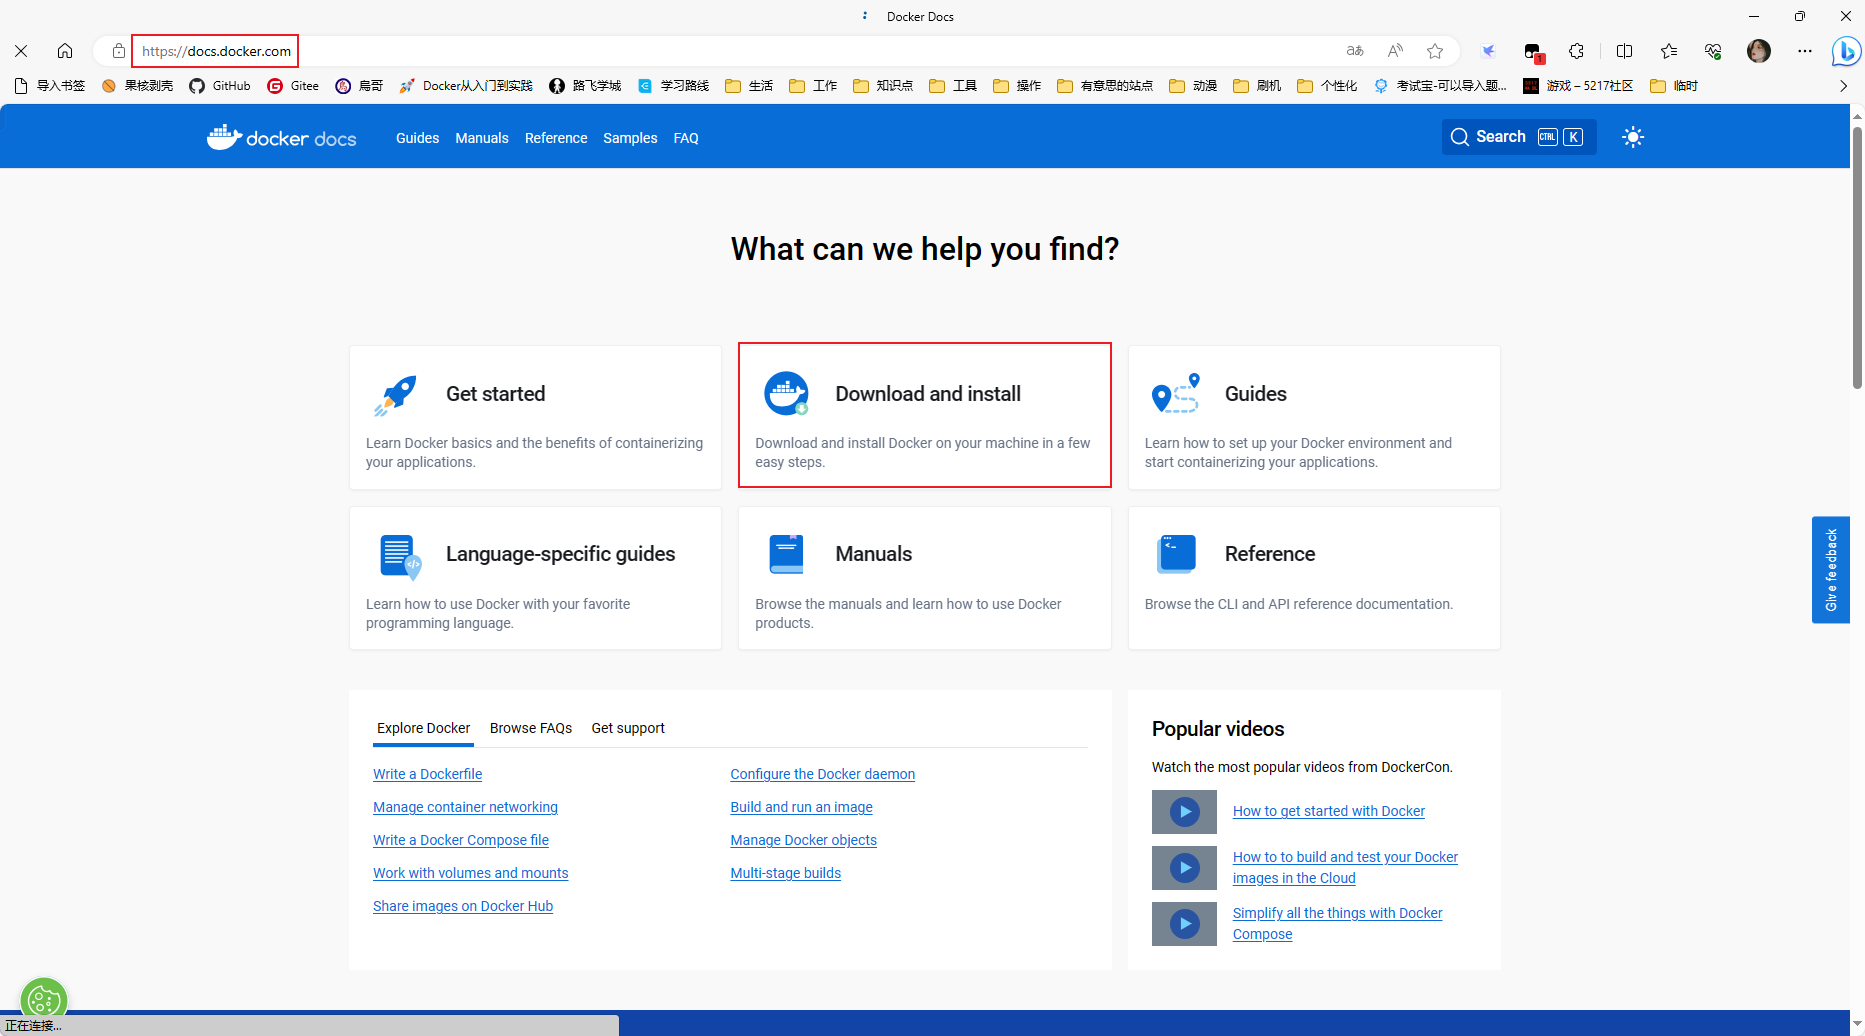 Docker Docs
https://docs.docker.com
aあ
1
导入书签
果核剥壳
GitHub
Gitee
鸟哥
Docker从入门到实践
路飞学城
学习路线
生活
工作
知识点
工具
操作
有意思的站点
动漫
刷机
个性化
考试宝-可以导入题...
游戏 – 5217社区
临时
docker docs
Guides
Manuals
Reference
Samples
FAQ
Search CTRL K
What can we help you find?
Get started
Learn Docker basics and the benefits of containerizing
your applications.
Download and install
Download and install Docker on your machine in a few
easy steps.
Guides
Learn how to set up your Docker environment and
start containerizing your applications.
Language-specific guides
Learn how to use Docker with your favorite
programming language.
Manuals
Browse the manuals and learn how to use Docker
products.
Reference
Browse the CLI and API reference documentation.
Give feedback
Explore Docker
Browse FAQs
Get support
Write a Dockerfile
Manage container networking
Write a Docker Compose file
Work with volumes and mounts
Share images on Docker Hub
Configure the Docker daemon
Build and run an image
Manage Docker objects
Multi-stage builds
Popular videos
Watch the most popular videos from DockerCon.
How to get started with Docker
How to to build and test your Docker
images in the Cloud
Simplify all the things with Docker
Compose
正在连接...